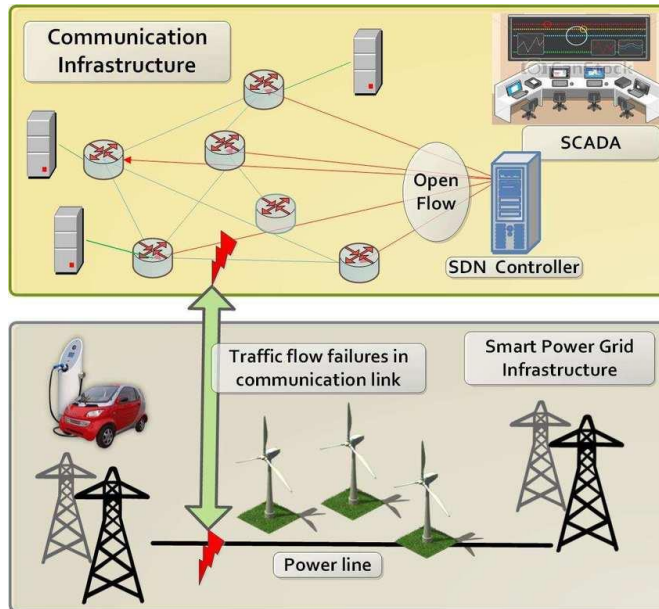 Communication
Infrastructure
CanStock
SCADA
Open
Flow
SDN Controller
Traffic flow failures in
communication link
Smart Power Grid
Infrastructure
Power line